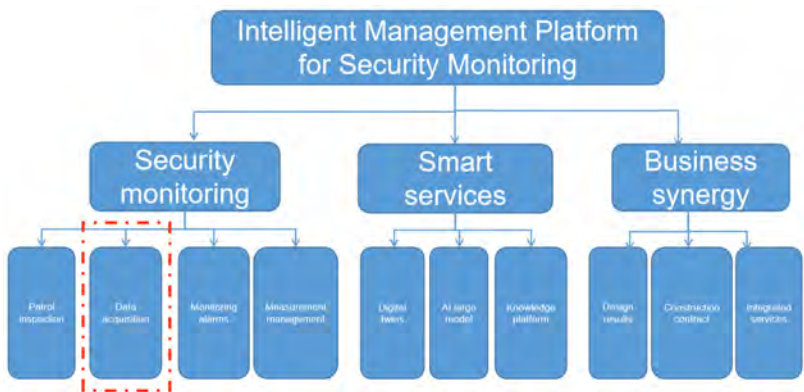 Intelligent Management Platform
for Security Monitoring
Security
monitoring
Smart
services
Business
synergy
Patrol
inspection
Data
acquisition
Monitoring
alarms
Measurement
management
Digital
twins
AI large
model
Knowledge
platform
Design
results
Construction
contract
Integrated
services